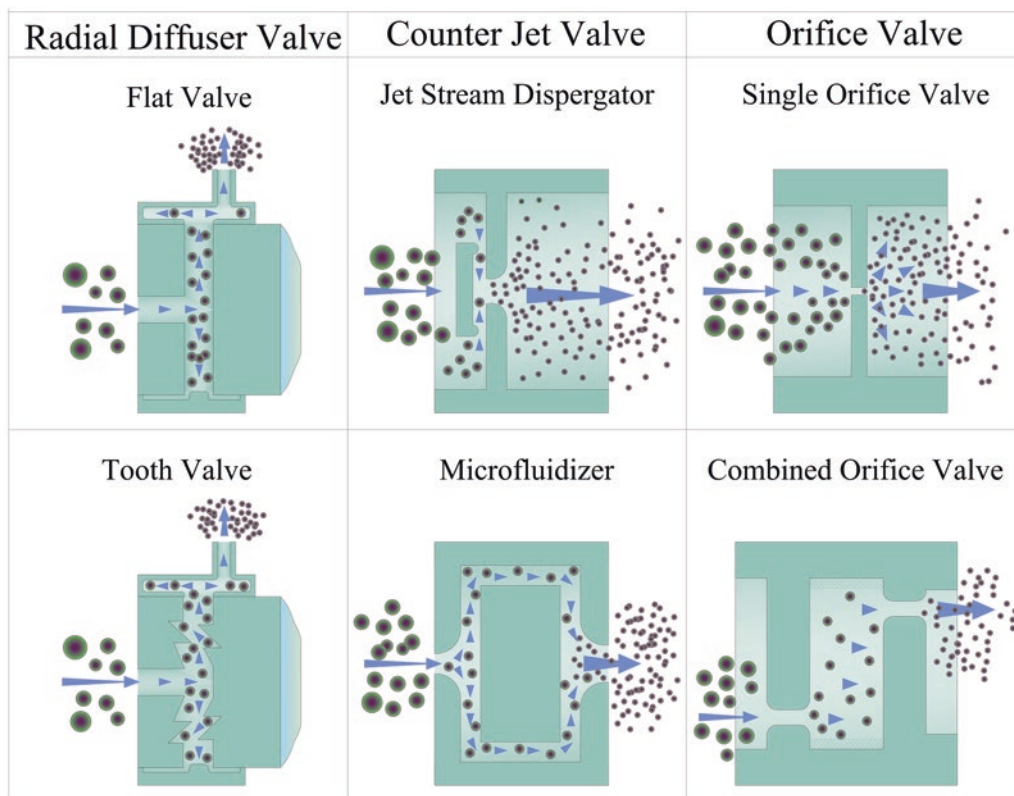 Radial Diffuser Valve
Counter Jet Valve
Orifice Valve
Flat Valve
Jet Stream Dispergator
Single Orifice Valve
Tooth Valve
Microfluidizer
Combined Orifice Valve